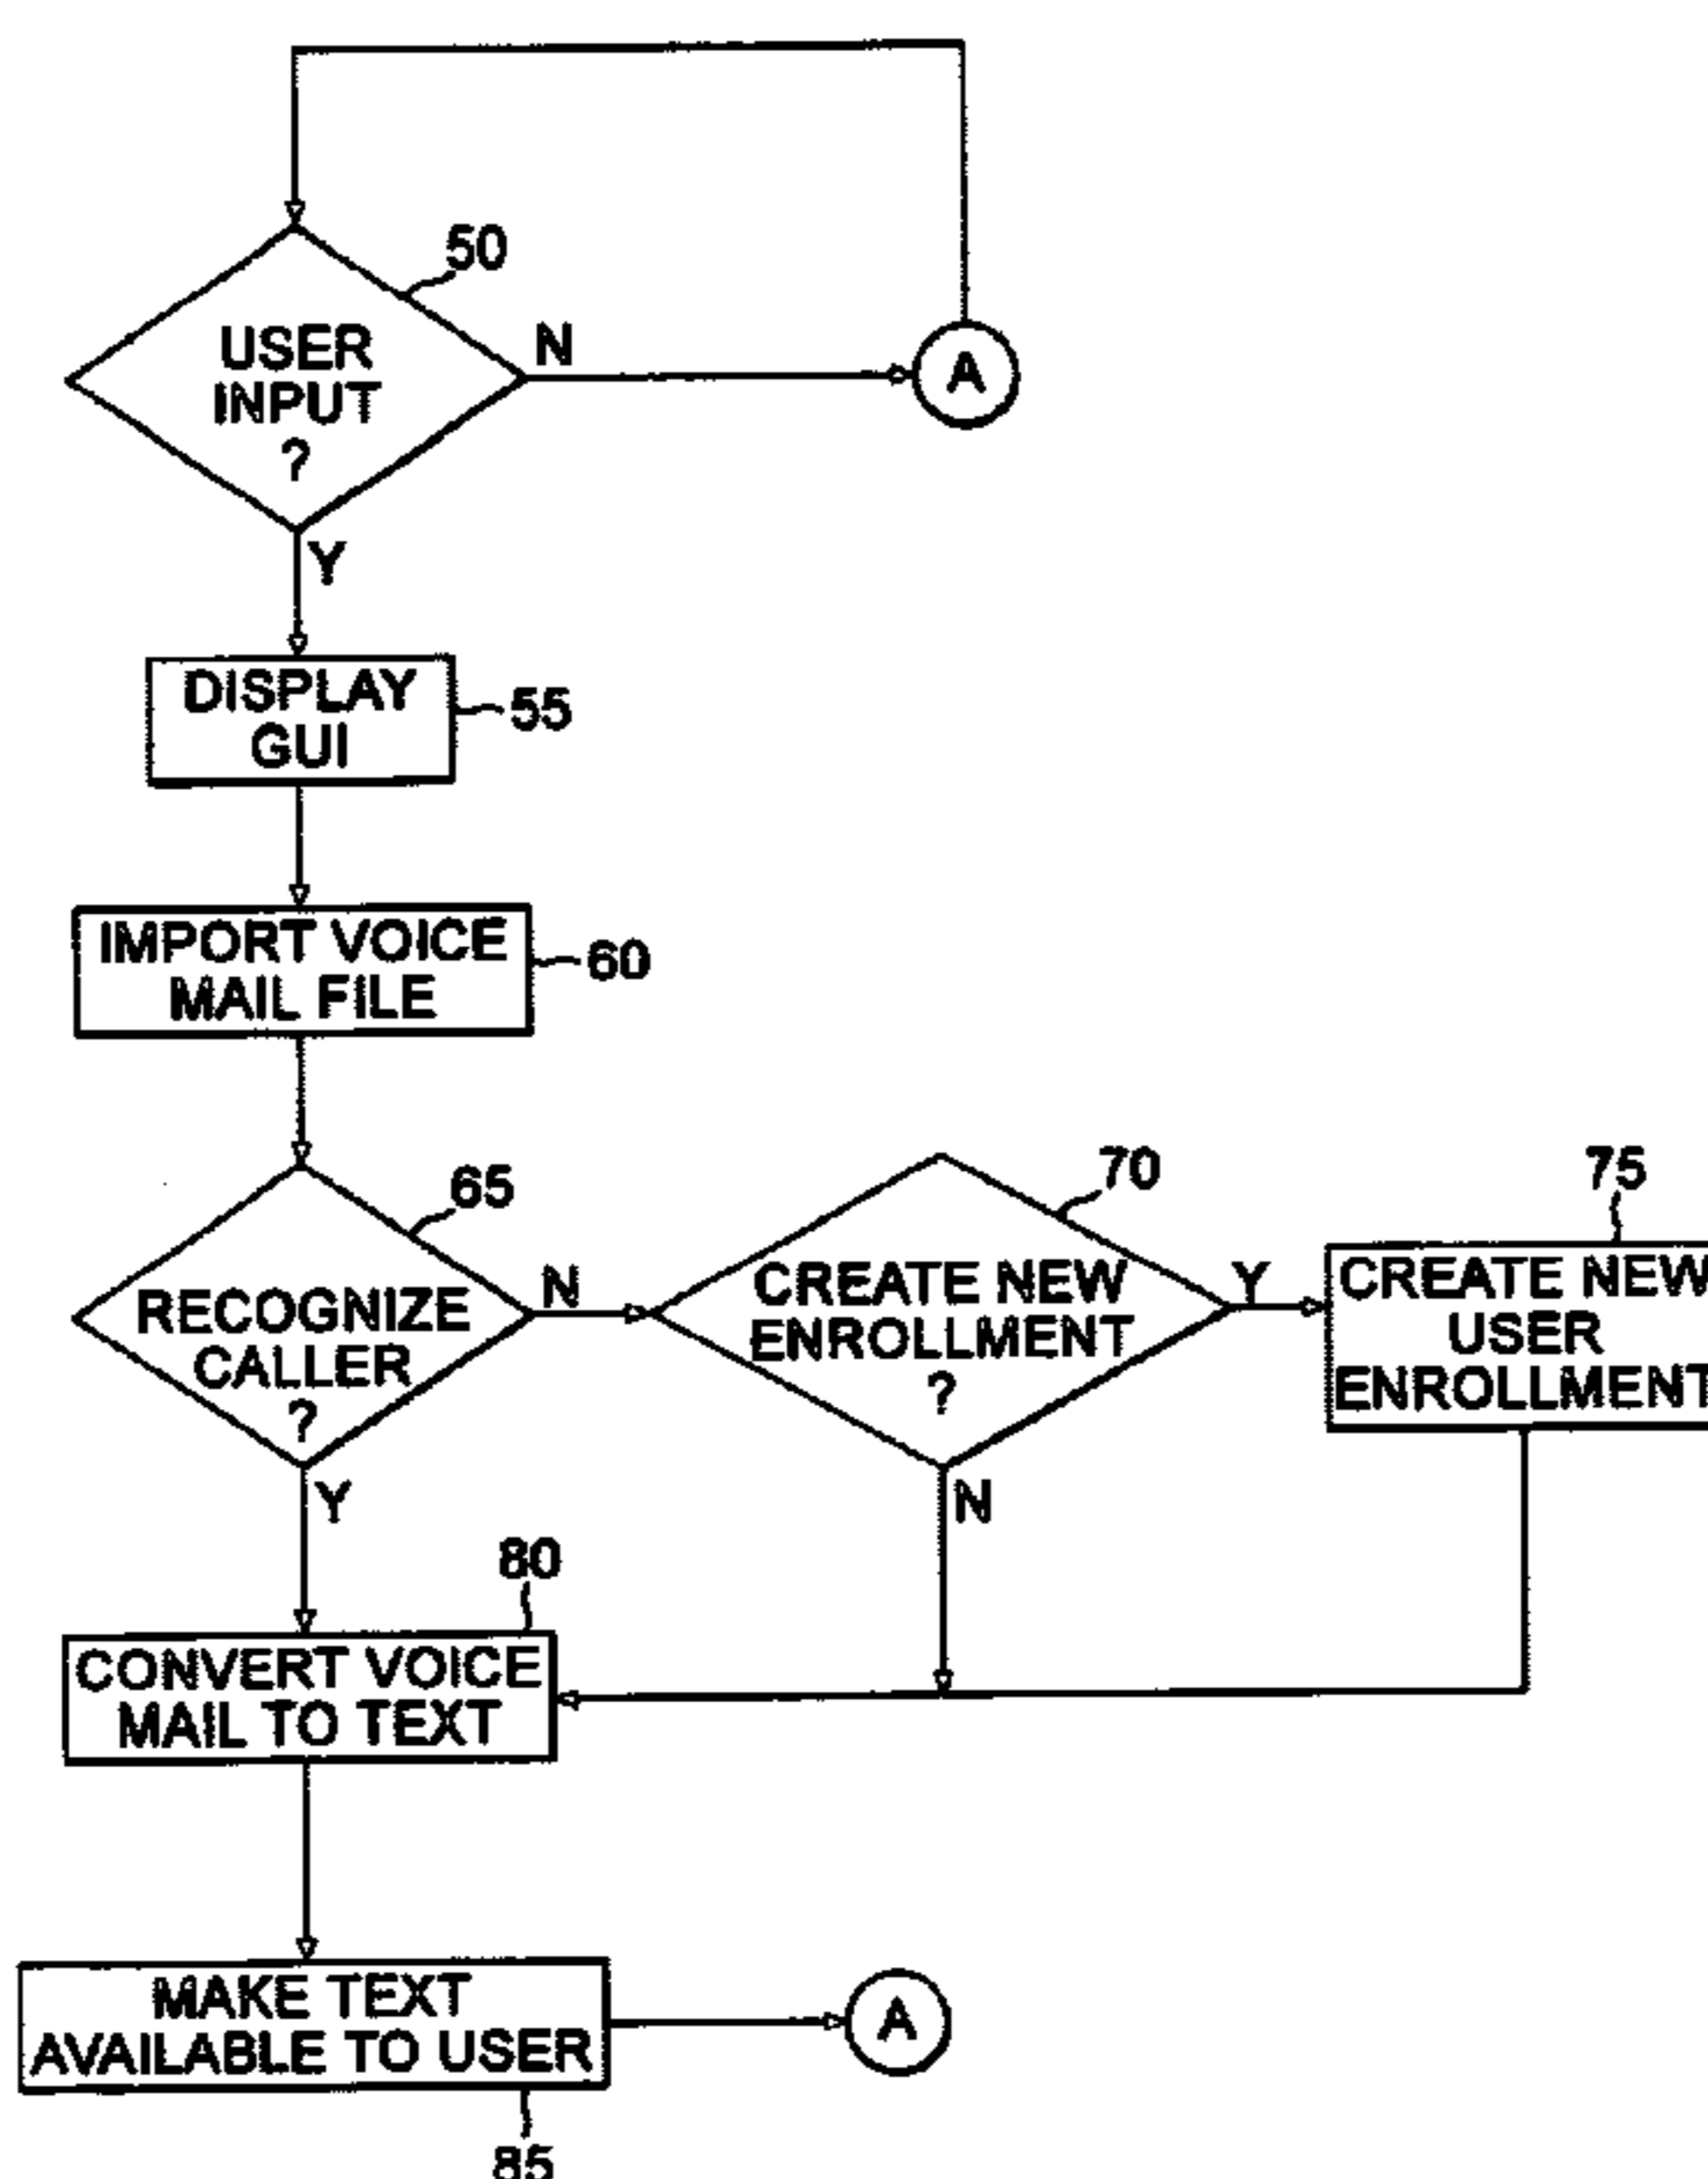 50
USER
INPUT
?
N
A
Y
DISPLAY
GUI
55
IMPORT VOICE
MAIL FILE
60
65
RECOGNIZE
CALLER
?
N
Y
70
CREATE NEW
ENROLLMENT
?
Y
N
75
CREATE NEW
USER
ENROLLMENT
80
CONVERT VOICE
MAIL TO TEXT
MAKE TEXT
AVAILABLE TO USER
A
85